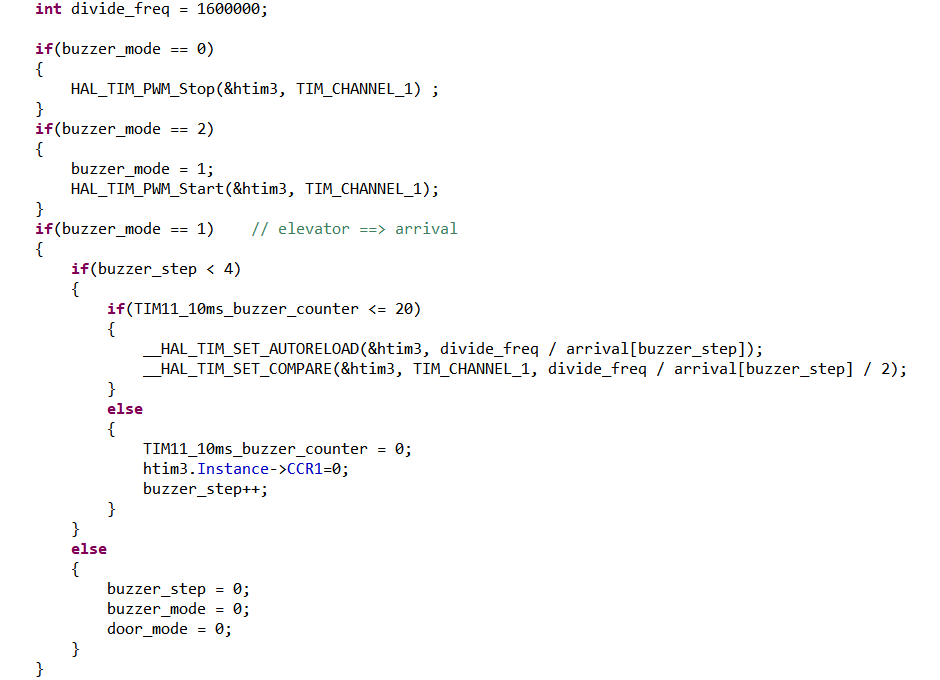 int divide_freq = 1600000;
if(buzzer_mode == 0)
{
HAL_TIM_PWM_Stop(&htim3, TIM_CHANNEL_1) ;
}
if(buzzer_mode == 2)
{
buzzer_mode = 1;
HAL_TIM_PWM_Start(&htim3, TIM_CHANNEL_1);
}
if(buzzer_mode == 1)    // elevator ==> arrival
{
if(buzzer_step < 4)
{
if(TIM11_10ms_buzzer_counter <= 20)
{
__HAL_TIM_SET_AUTORELOAD(&htim3, divide_freq / arrival[buzzer_step]);
__HAL_TIM_SET_COMPARE(&htim3, TIM_CHANNEL_1, divide_freq / arrival[buzzer_step] / 2);
}
else
{
TIM11_10ms_buzzer_counter = 0;
htim3.Instance->CCR1=0;
buzzer_step++;
}
}
else
{
buzzer_step = 0;
buzzer_mode = 0;
door_mode = 0;
}
}